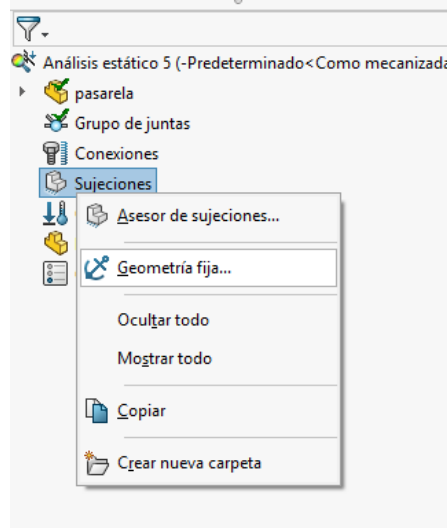 Análisis estático 5 (-Predeterminado<Como mecanizada
pasarela
Grupo de juntas
Conexiones
Sujeciones
Asesor de sujeciones...
Geometría fija...
Ocultar todo
Mostrar todo
Copiar
Crear nueva carpeta